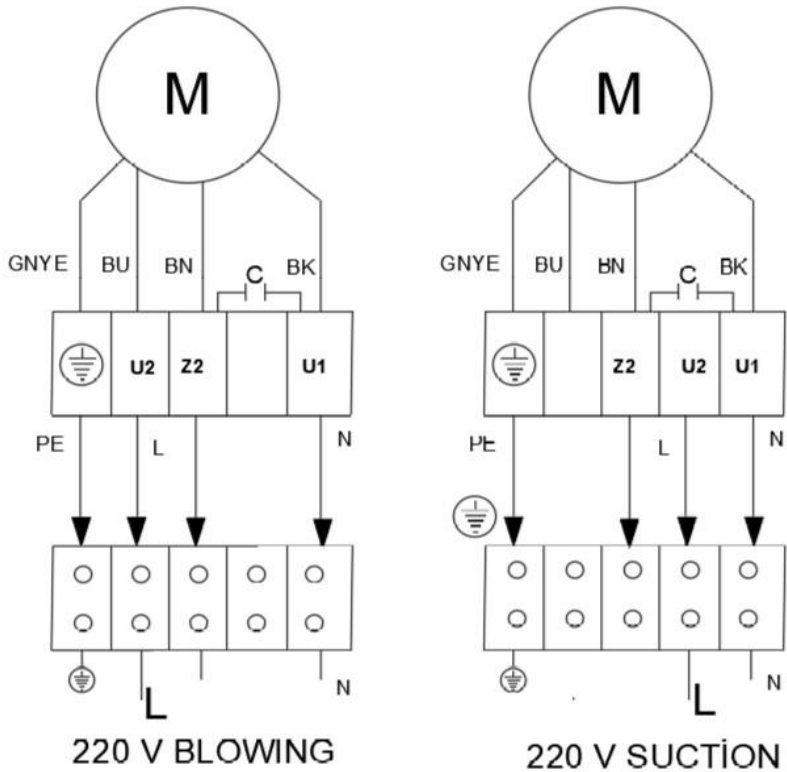 M
M
GNYE BU BN C BK
GNYE BU BN C BK
U2 Z2 U1
Z2 U2 U1
PE L N
PE L N
L N
L N
220 V BLOWING
220 V SUCTİON